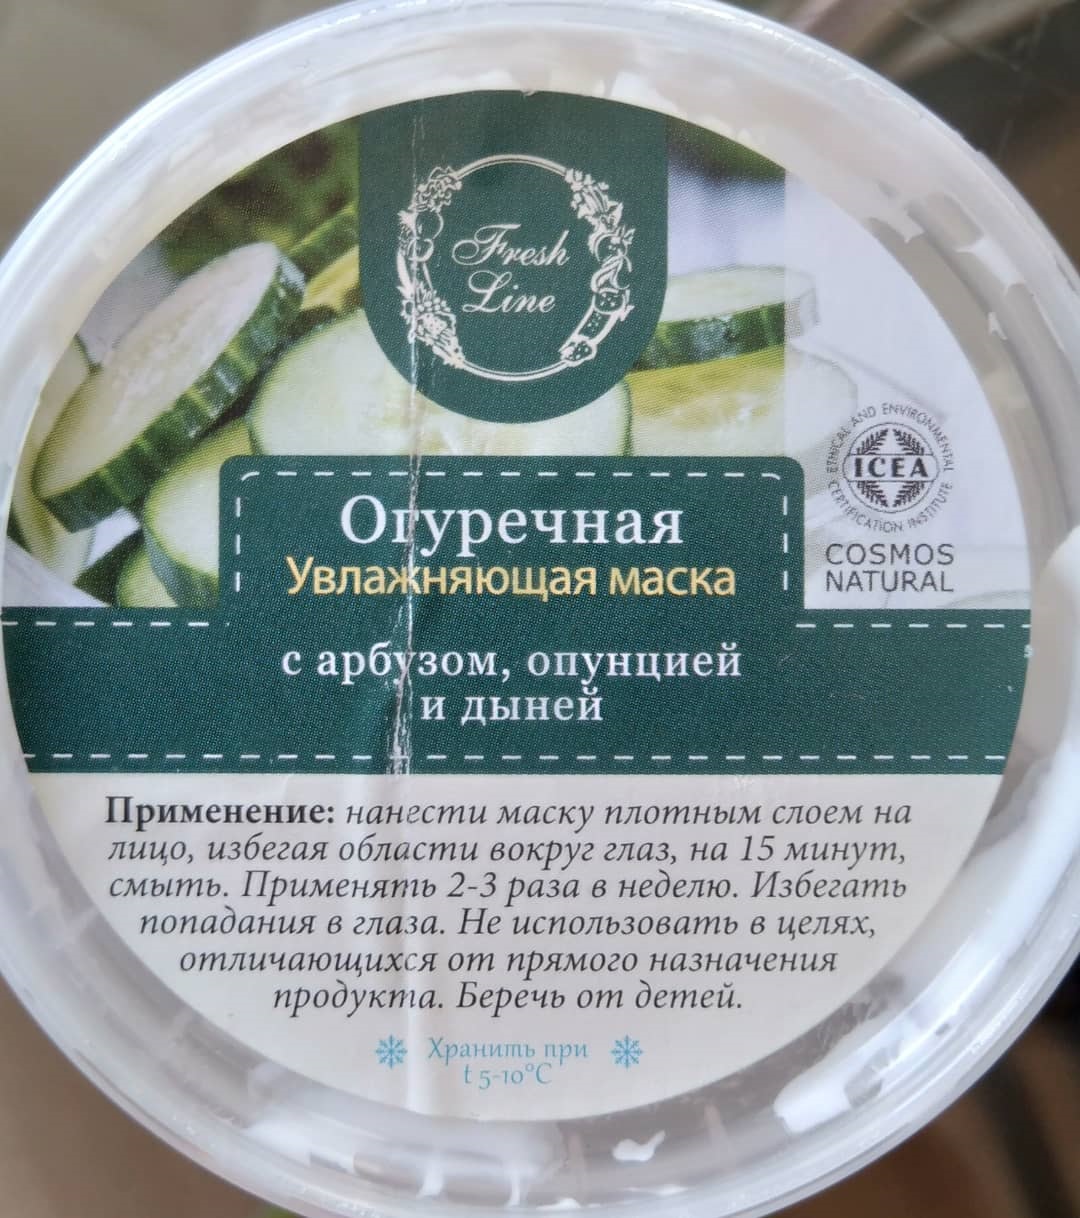 Fresh
Line
ETHICAL AND ENVIRONMENTAL
CERTIFICATION INSTITUTE
ICEA
COSMOS
NATURAL
Огуречная
Увлажняющая маска
с арбузом, опунцией
и дыней
Применение: нанести маску плотным слоем на
лицо, избегая области вокруг глаз, на 15 минут,
смыть. Применять 2-3 раза в неделю. Избегать
попадания в глаза. Не использовать в целях,
отличающихся от прямого назначения
продукта. Беречь от детей.
Хранить при
t 5-10°C